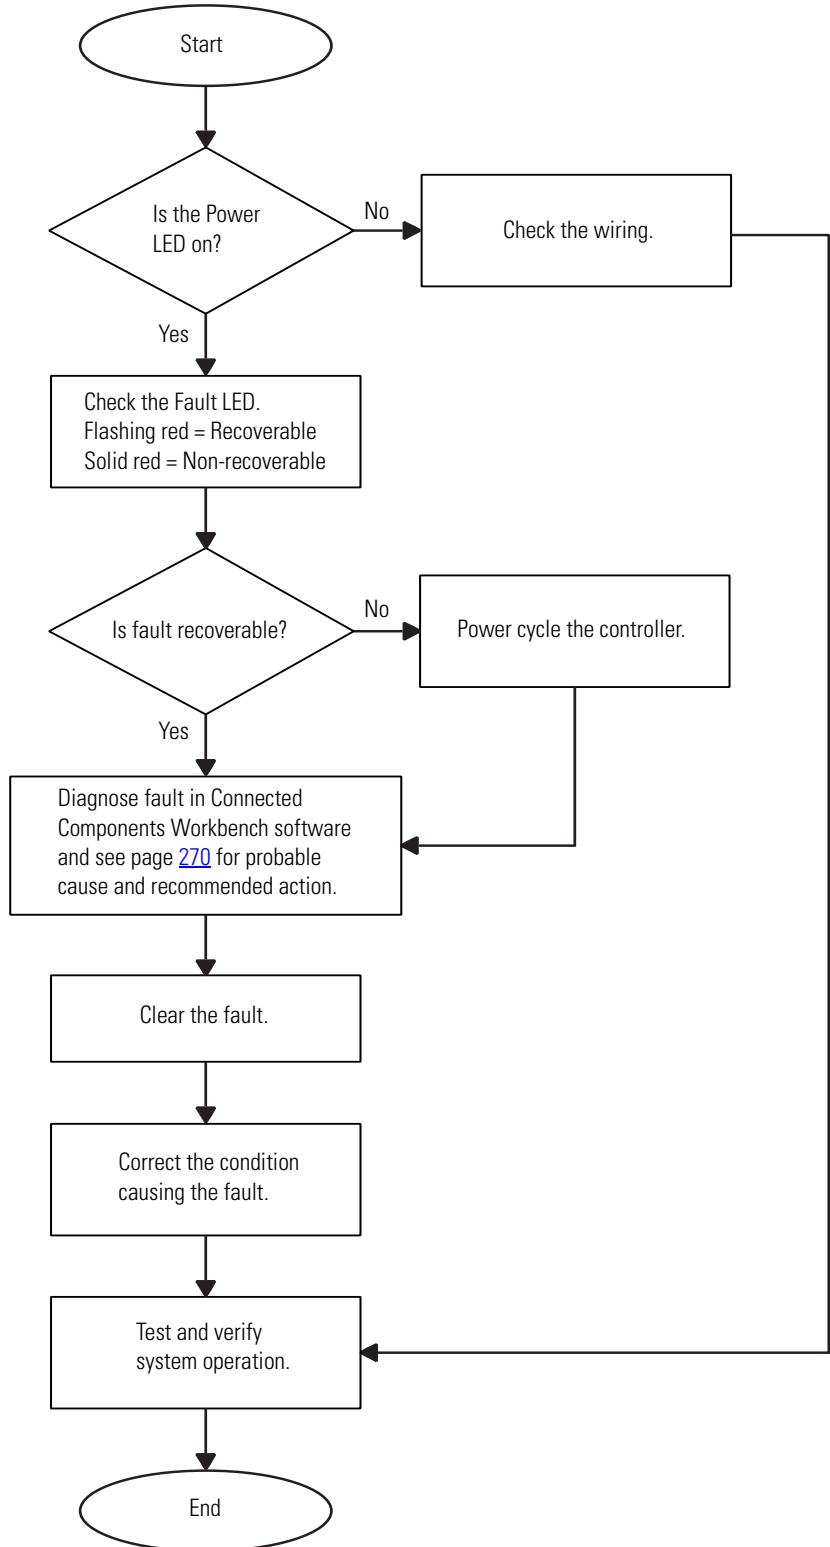 Start
Is the Power
LED on?
No
Check the wiring.
Yes
Check the Fault LED.
Flashing red = Recoverable
Solid red = Non-recoverable
Is fault recoverable?
No
Power cycle the controller.
Yes
Diagnose fault in Connected
Components Workbench software
and see page 270 for probable
cause and recommended action.
Clear the fault.
Correct the condition
causing the fault.
Test and verify
system operation.
End